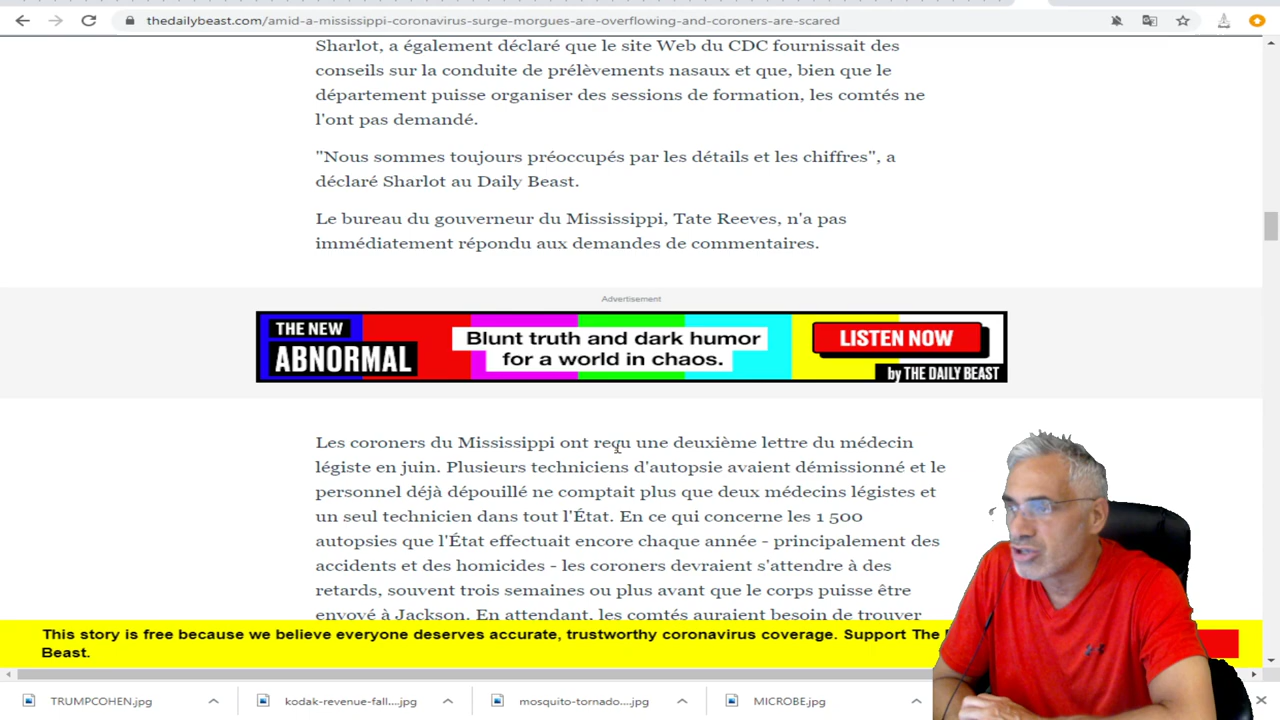 thedailybeast.com/amid-a-mississippi-coronavirus-surge-morgues-are-overflowing-and-coroners-are-scared
Sharlot, a également déclaré que le site Web du CDC fournissait des
conseils sur la conduite de prélèvements nasaux et que, bien que le
département puisse organiser des sessions de formation, les comtés ne
l'ont pas demandé.
"Nous sommes toujours préoccupés par les détails et les chiffres", a
déclaré Sharlot au Daily Beast.
Le bureau du gouverneur du Mississippi, Tate Reeves, n'a pas
immédiatement répondu aux demandes de commentaires.
Advertisement
THE NEW
ABNORMAL
Blunt truth and dark humor
for a world in chaos.
LISTEN NOW
by THE DAILY BEAST
Les coroners du Mississippi ont reçu une deuxième lettre du médecin
légiste en juin. Plusieurs techniciens d'autopsie avaient démissionné et le
personnel déjà dépouillé ne comptait plus que deux médecins légistes et
un seul technicien dans tout l'État. En ce qui concerne les 1 500
autopsies que l'État effectuait encore chaque année - principalement des
accidents et des homicides - les coroners devraient s'attendre à des
retards, souvent trois semaines ou plus avant que le corps puisse être
envoyé à Jackson. En attendant, les comtés auraient besoin de trouver
This story is free because we believe everyone deserves accurate, trustworthy coronavirus coverage. Support The
Beast.
TRUMPCOHEN.jpg
kodak-revenue-fall....jpg
mosquito-tornado....jpg
MICROBE.jpg